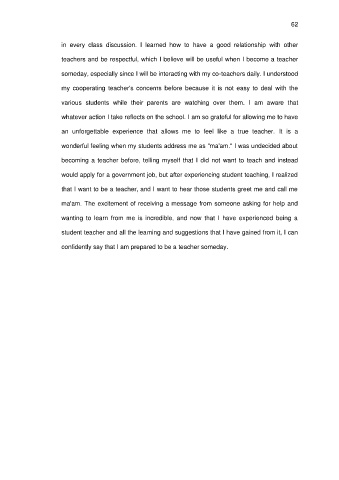 62
in every class discussion. I learned how to have a good relationship with other
teachers and be respectful, which I believe will be useful when I become a teacher
someday, especially since I will be interacting with my co-teachers daily. I understood
my cooperating teacher's concerns before because it is not easy to deal with the
various students while their parents are watching over them. I am aware that
whatever action I take reflects on the school. I am so grateful for allowing me to have
an unforgettable experience that allows me to feel like a true teacher. It is a
wonderful feeling when my students address me as "ma'am." I was undecided about
becoming a teacher before, telling myself that I did not want to teach and instead
would apply for a government job, but after experiencing student teaching, I realized
that I want to be a teacher, and I want to hear those students greet me and call me
ma'am. The excitement of receiving a message from someone asking for help and
wanting to learn from me is incredible, and now that I have experienced being a
student teacher and all the learning and suggestions that I have gained from it, I can
confidently say that I am prepared to be a teacher someday.